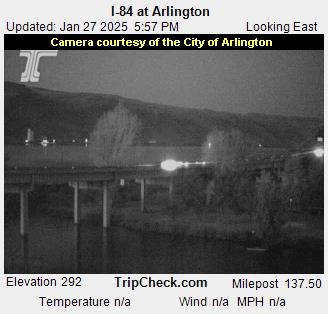 I-84 at Arlington
Updated: Jan 27 2025 5:57 PM Looking East
Camera courtesy of the City of Arlington
Elevation 292 TripCheck.com Milepost 137.50
Temperature n/a Wind n/a MPH n/a